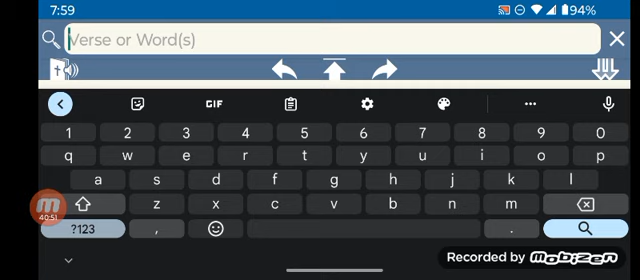 7:59
94%
Verse or Word(s)
GIF
1 2 3 4 5 6 7 8 9 0
q w e r t y u i o p
a s d f g h j k l
z x c v b n m
40:51
?123 , .
Recorded by Mobizen